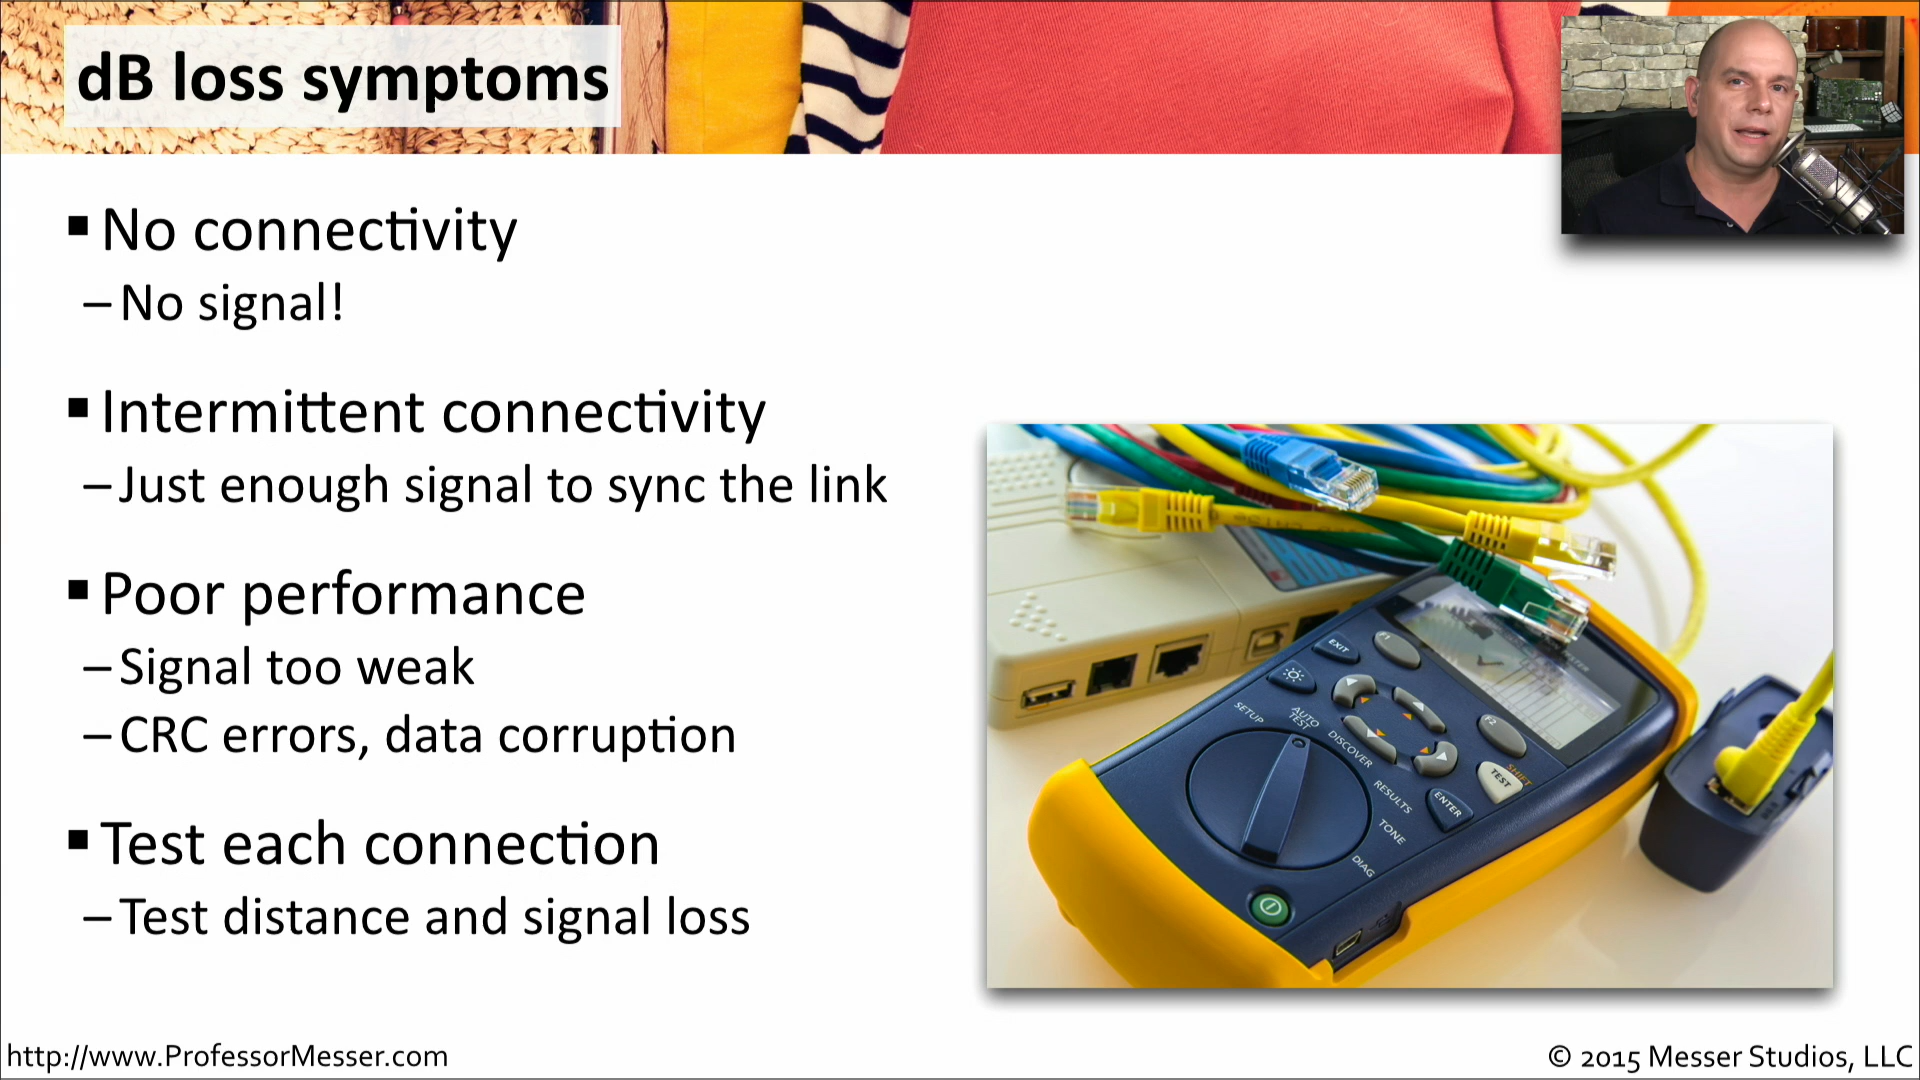 dB loss symptoms
▪ No connectivity
– No signal!
▪ Intermittent connectivity
– Just enough signal to sync the link
▪ Poor performance
– Signal too weak
– CRC errors, data corruption
▪ Test each connection
– Test distance and signal loss
EXIT
F1
F2
SETUP
AUTO
TEST
DISCOVER
RESULTS
TONE
DIAG
SHIFT
TEST
ENTER
http://www.ProfessorMesser.com
© 2015 Messer Studios, LLC